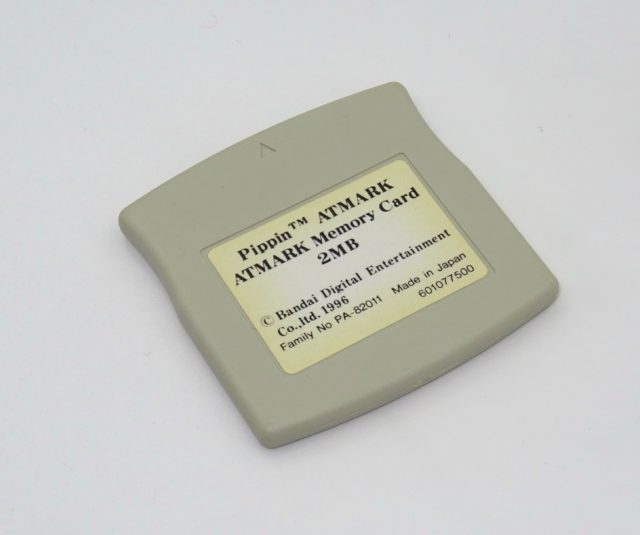 Pippin™ ATMARK
ATMARK Memory Card
2MB
© Bandai Digital Entertainment
Co.,ltd. 1996
Family No PA-82011 Made in Japan
601077500